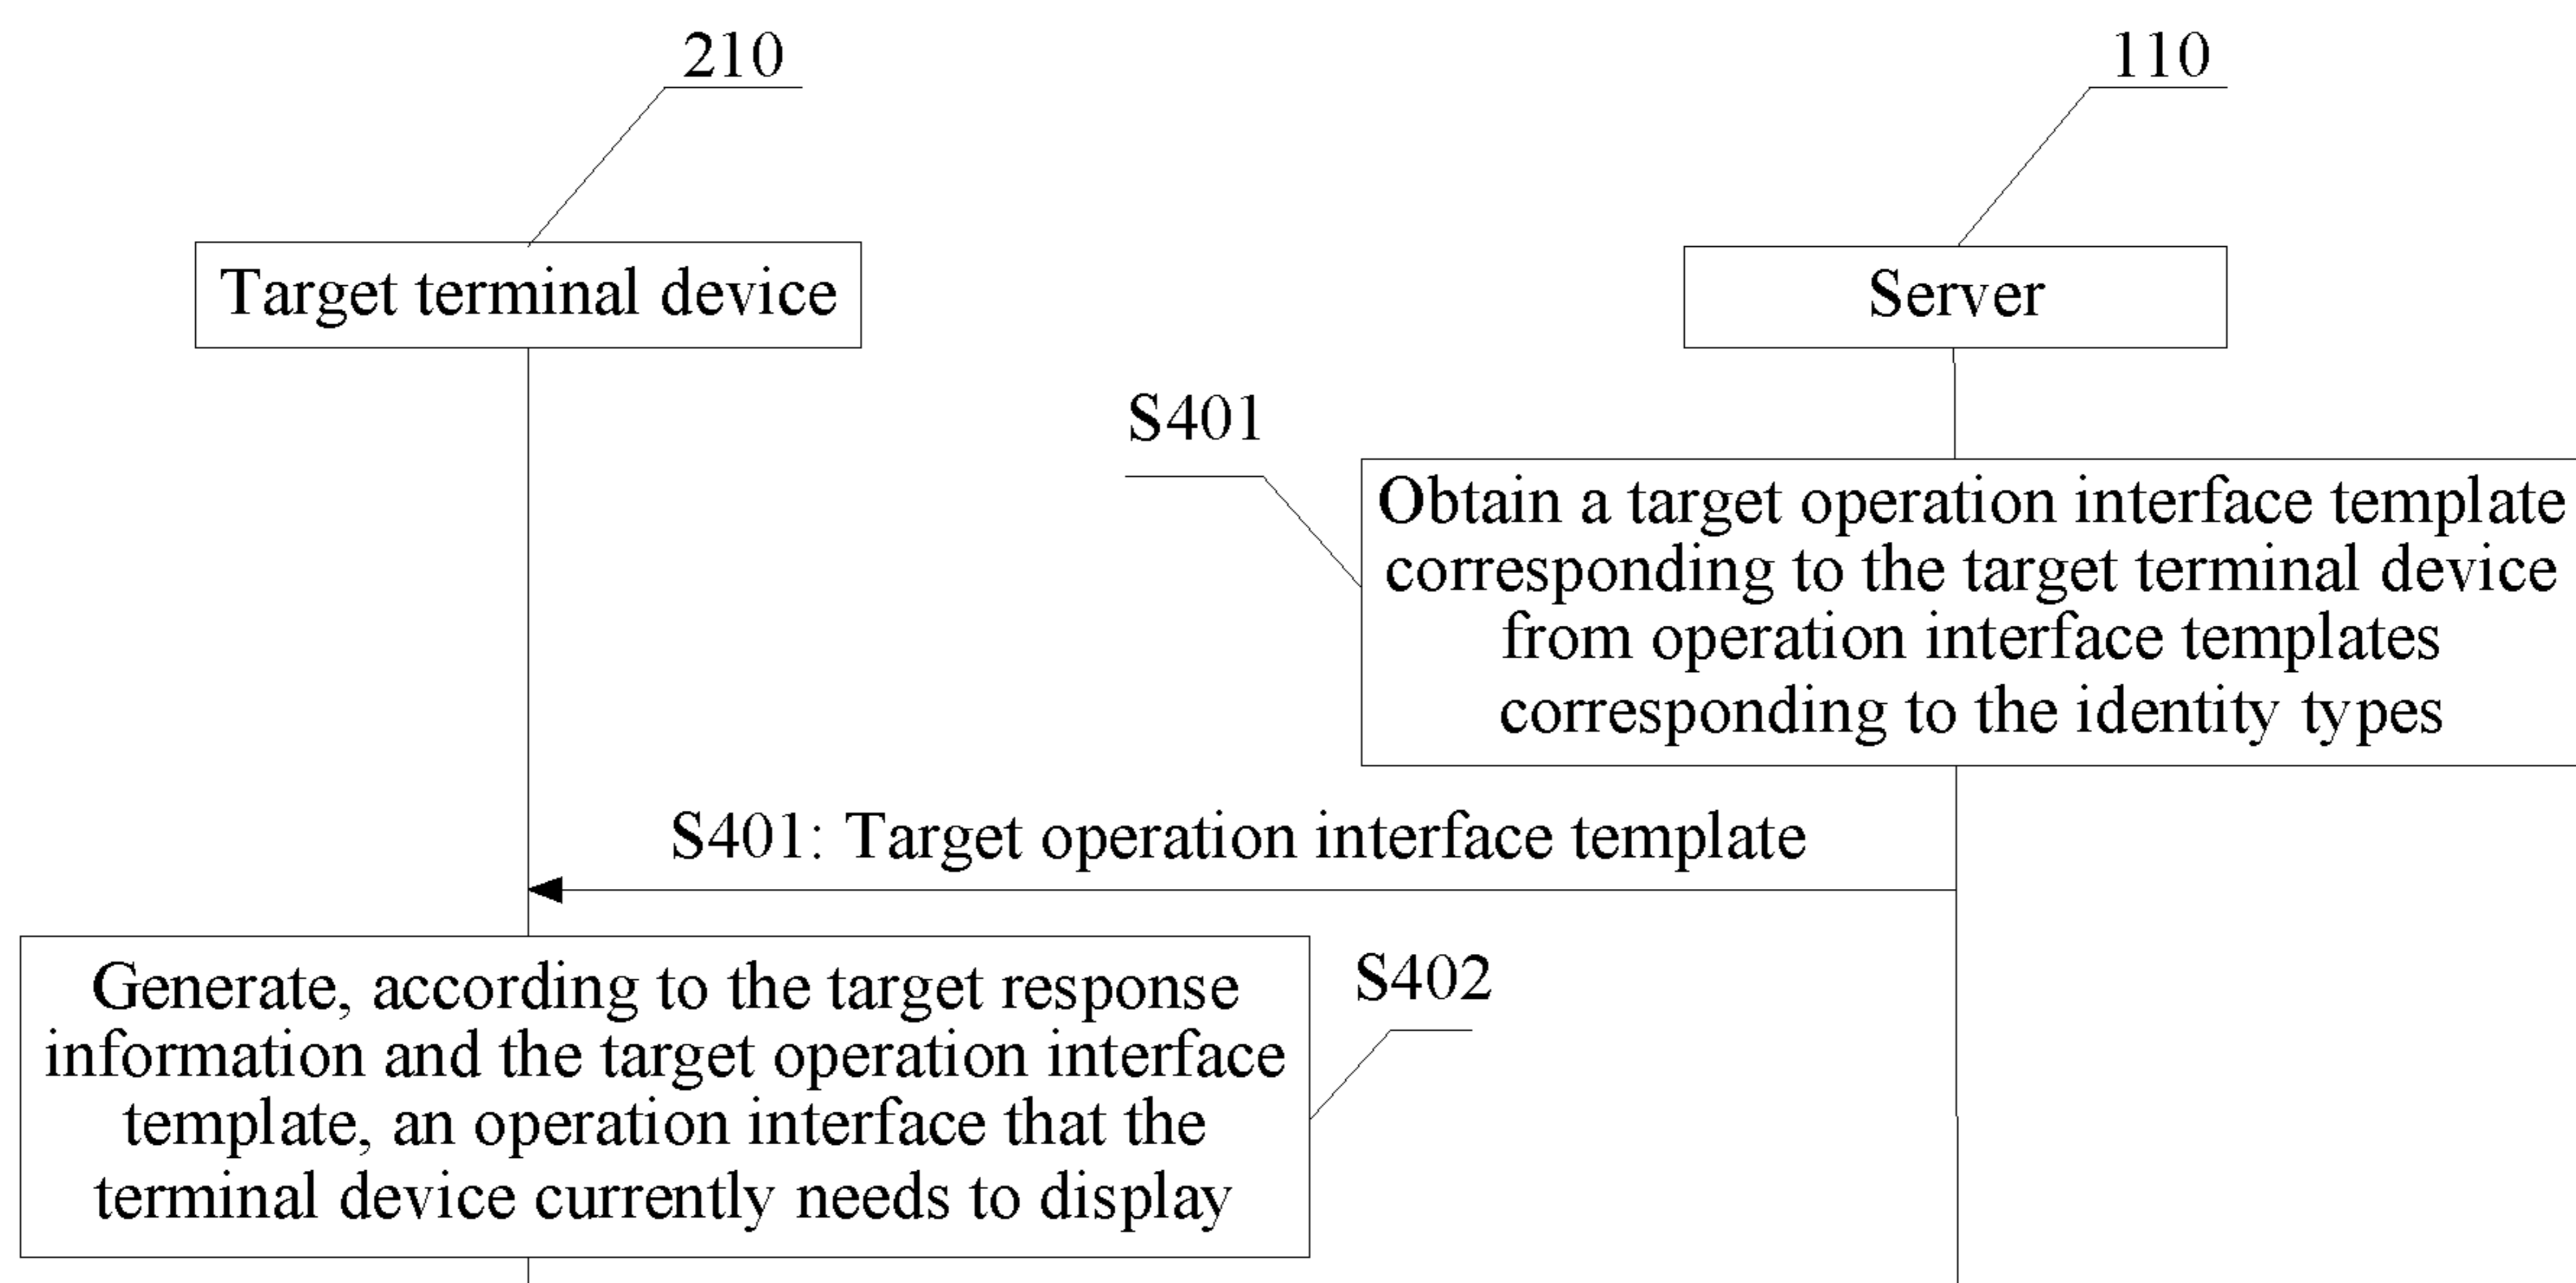 210
110
Target terminal device
Server
S401
Obtain a target operation interface template
corresponding to the target terminal device
from operation interface templates
corresponding to the identity types
S401: Target operation interface template
Generate, according to the target response
information and the target operation interface
template, an operation interface that the
terminal device currently needs to display
S402